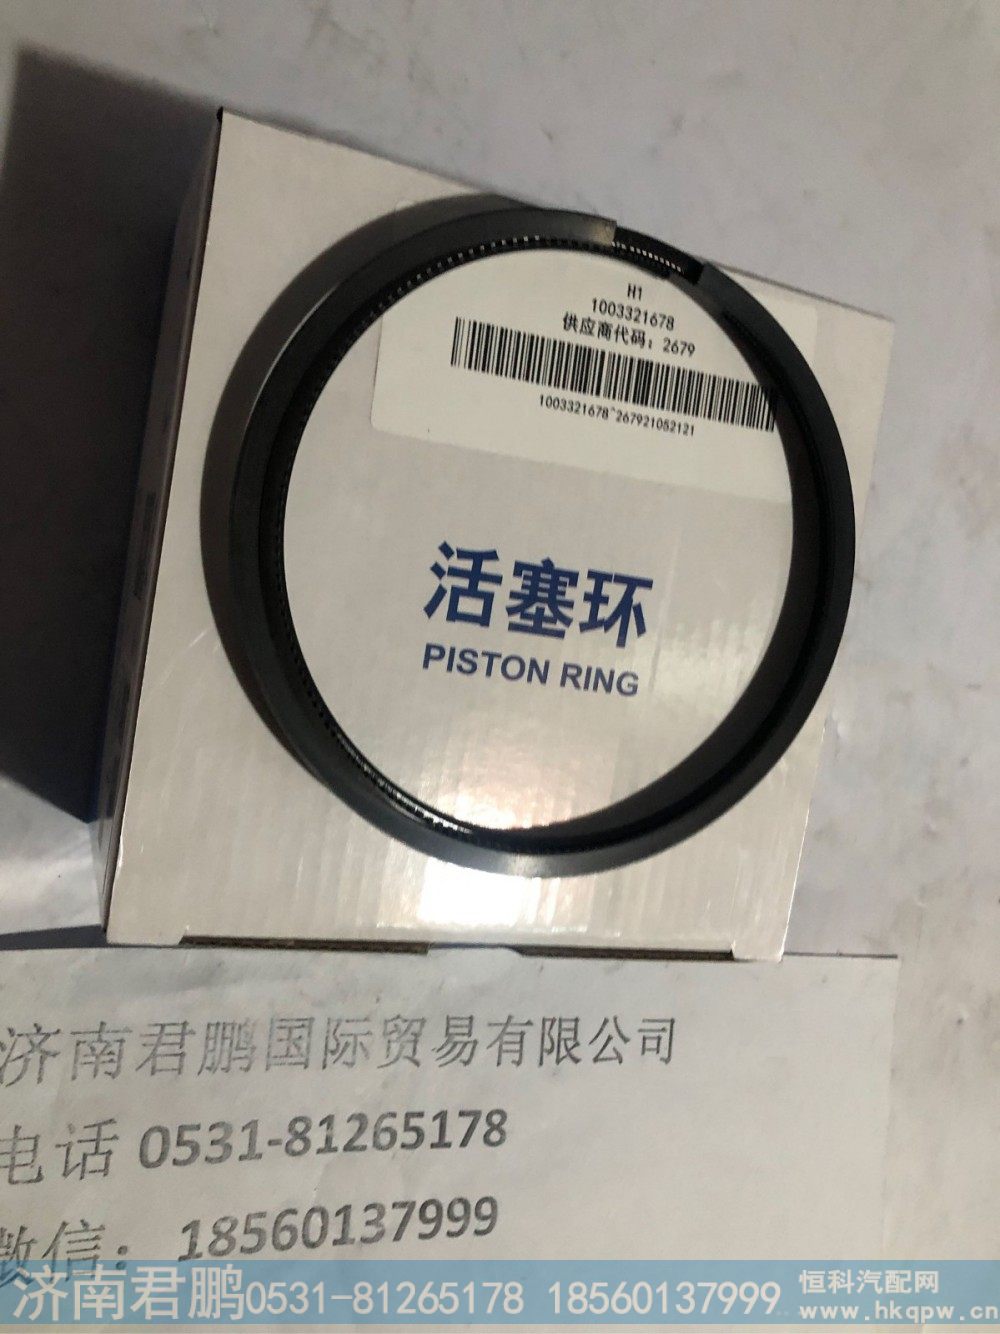 H1
1003321678
供应商代码：2679
1003321678^267921052121
活塞环
PISTON RING
济南君鹏国际贸易有限公司
电话 0531-81265178
微信： 18560137999
济南君鹏0531-81265178 18560137999
恒科汽配网
www.hkqpw.cn